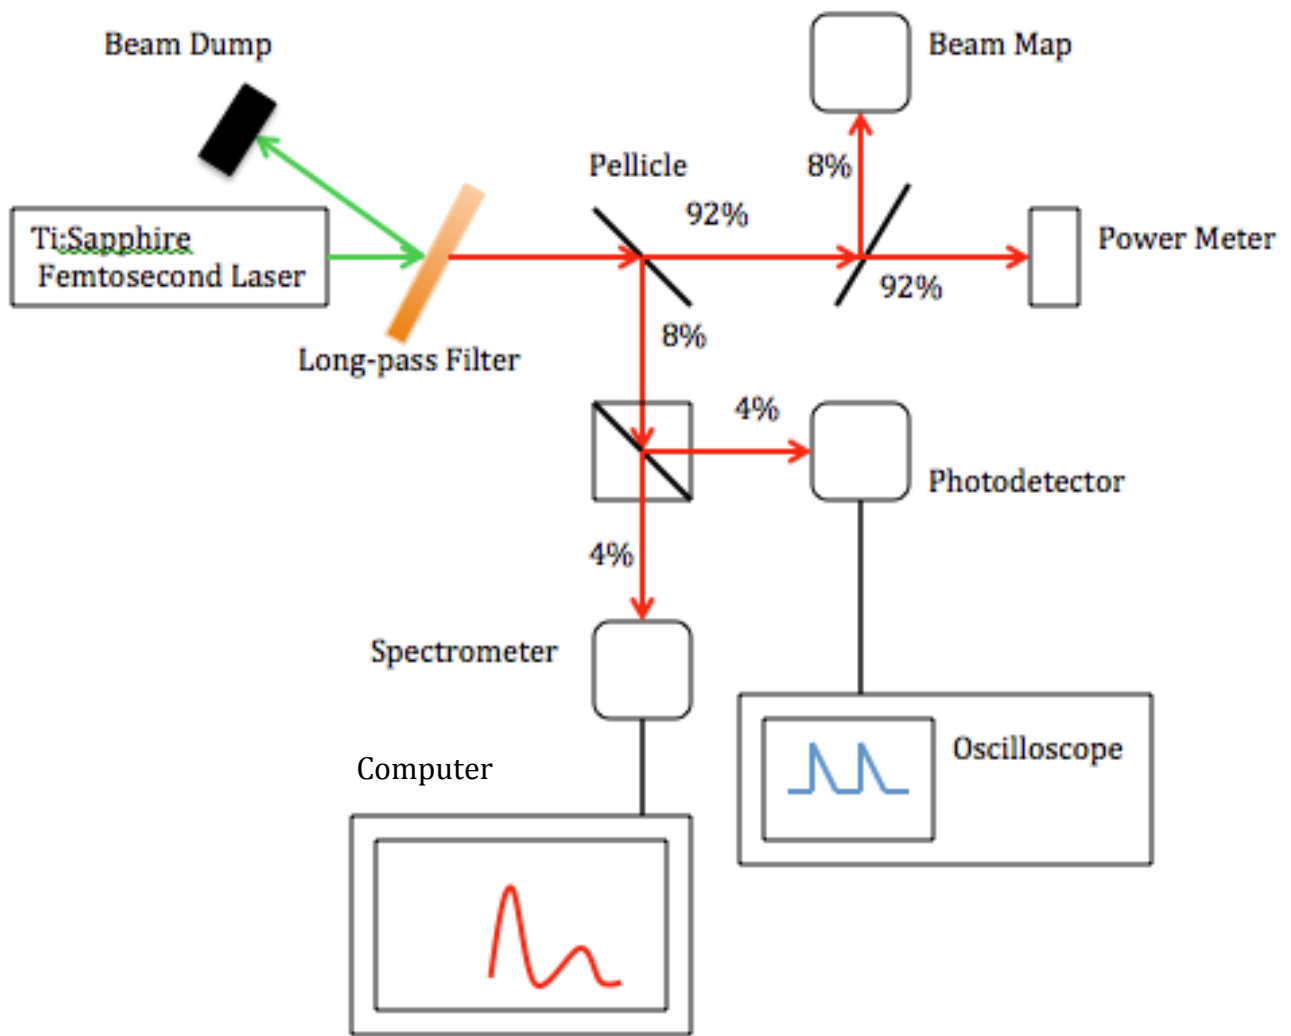 Beam Dump
Beam Map
Pellicle
8%
92%
Ti:Sapphire
Femtosecond Laser
Power Meter
92%
8%
Long-pass Filter
4%
Photodetector
4%
Spectrometer
Oscilloscope
Computer